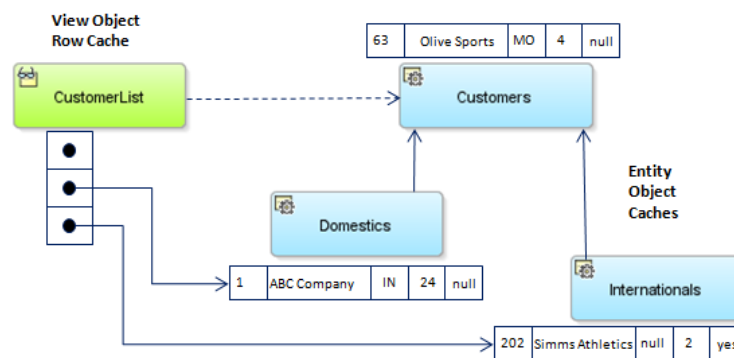 View Object
Row Cache
63 Olive Sports MO 4 null
CustomerList
Customers
Entity
Object
Caches
Domestics
1 ABC Company IN 24 null
Internationals
202 Simms Athletics null 2 yes